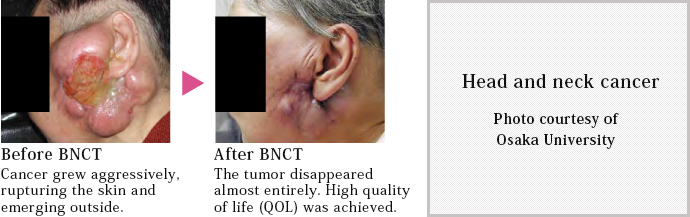 Before BNCT
Cancer grew aggressively,
rupturing the skin and
emerging outside.
After BNCT
The tumor disappeared
almost entirely. High quality
of life (QOL) was achieved.
Head and neck cancer
Photo courtesy of
Osaka University